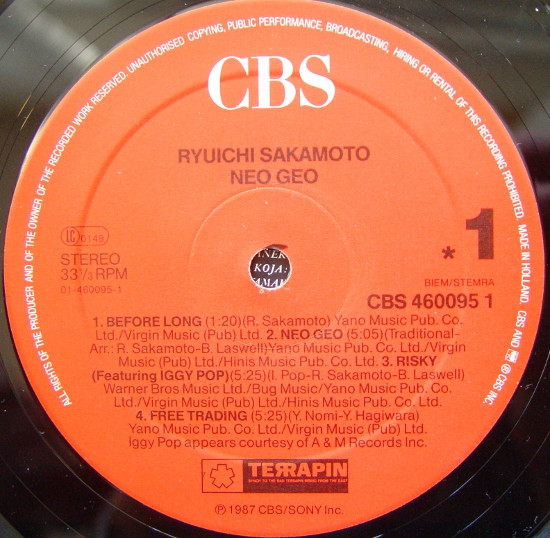 ALL RIGHTS OF THE PRODUCER AND OF THE OWNER OF THE RECORDED WORK RESERVED. UNAUTHORISED COPYING, PUBLIC PERFORMANCE, BROADCASTING, HIRING OR RENTAL OF THIS RECORDING PROHIBITED. MADE IN HOLLAND. CBS AND ℗ CBS INC.
CBS
RYUICHI SAKAMOTO
NEO GEO
LC 0149
STEREO
33 1/3 RPM
01-460095-1
* 1
BIEM/STEMRA
CBS 460095 1
INEK
KOJA:
AMAI
1. BEFORE LONG (1:20)(R. Sakamoto) Yano Music Pub. Co.
Ltd./Virgin Music (Pub) Ltd. 2. NEO GEO (5:05)(Traditional-
Arr.: R. Sakamoto-B. Laswell)Yano Music Pub. Co. Ltd./Virgin
Music (Pub) Ltd./Hinis Music Pub. Co. Ltd. 3. RISKY
(Featuring IGGY POP)(5:25)(I. Pop-R. Sakamoto-B. Laswell)
Warner Bros Music Ltd./Bug Music/Yano Music Pub. Co.
Ltd./Virgin Music (Pub) Ltd./Hinis Music Pub. Co. Ltd.
4. FREE TRADING (5:25)(Y. Nomi-Y. Hagiwara)
Yano Music Pub. Co. Ltd./Virgin Music (Pub) Ltd.
Iggy Pop appears courtesy of A & M Records Inc.
TERRAPIN
℗ 1987 CBS/SONY Inc.